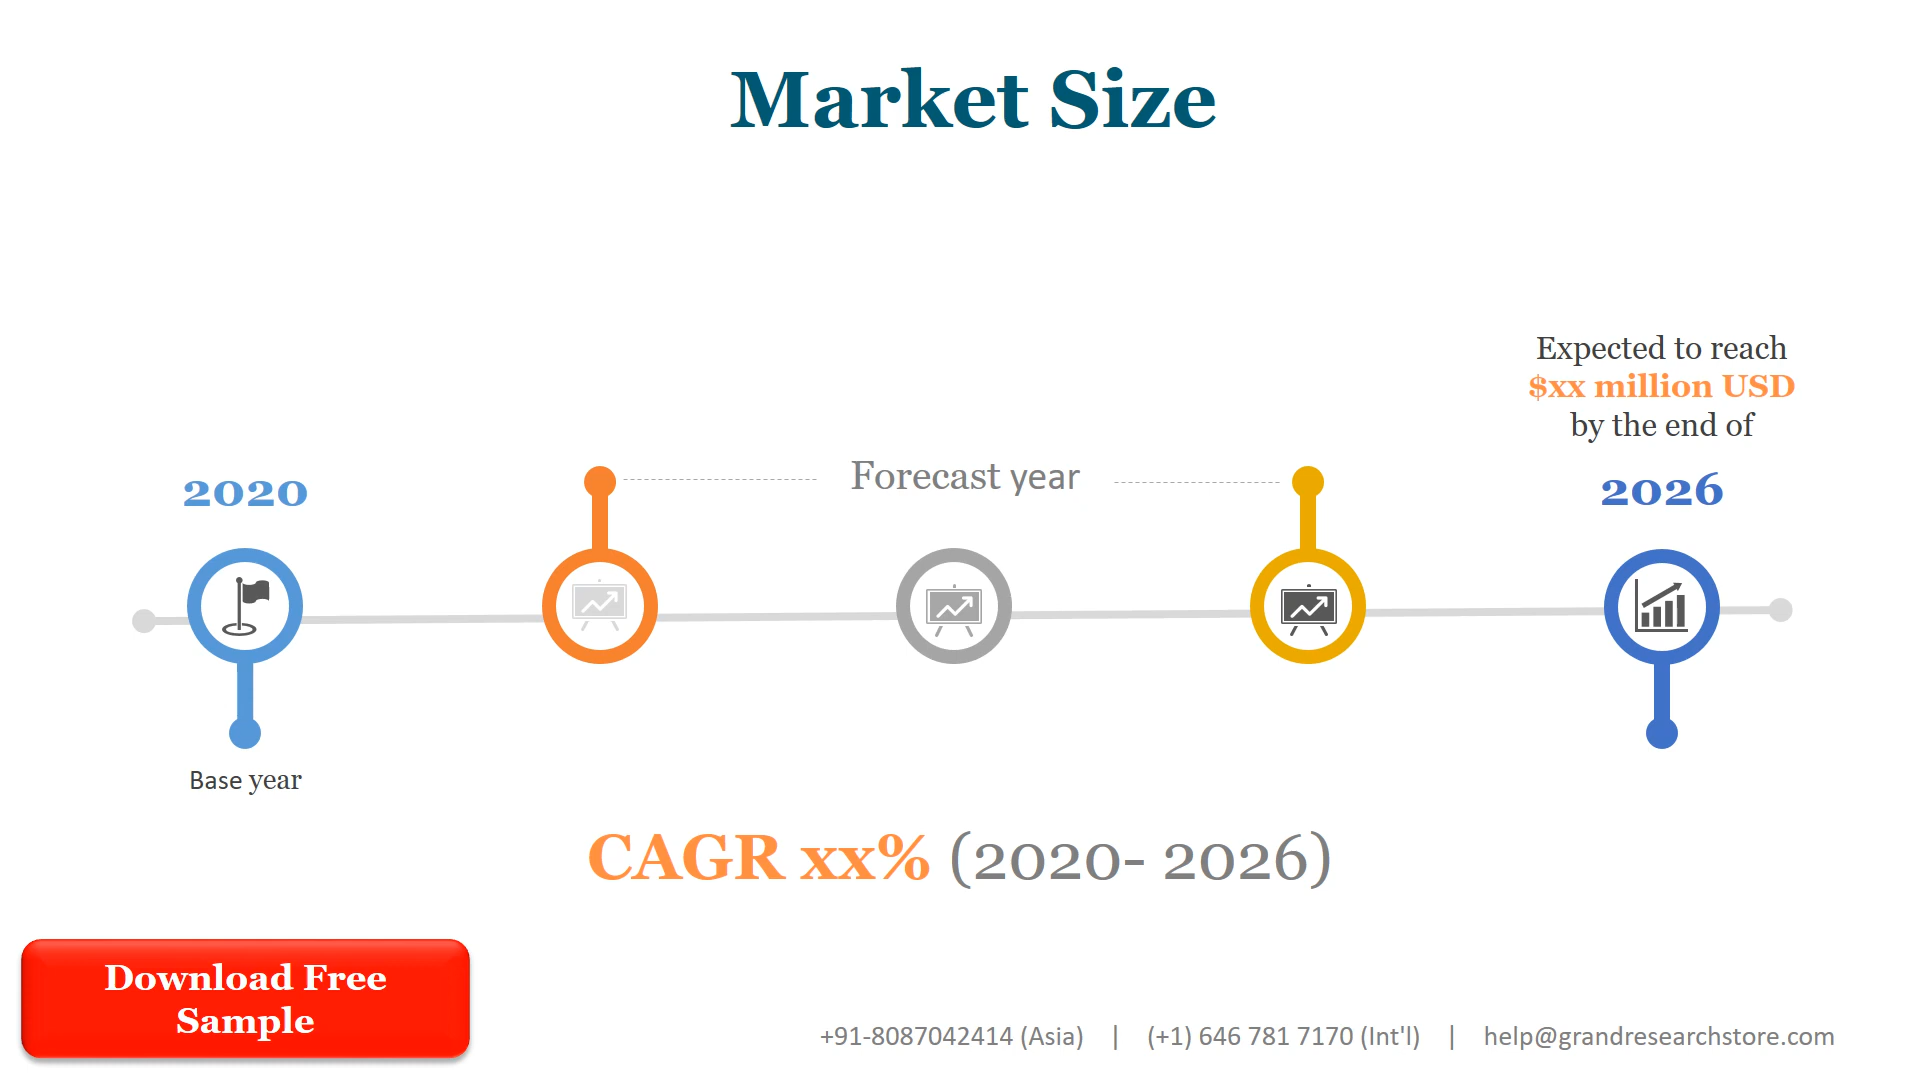 Market Size
Expected to reach
$xx million USD
by the end of
2020
Forecast year
2026
Base year
CAGR xx% (2020- 2026)
Download Free
Sample
+91-8087042414 (Asia) | (+1) 646 781 7170 (Int'l) | help@grandresearchstore.com